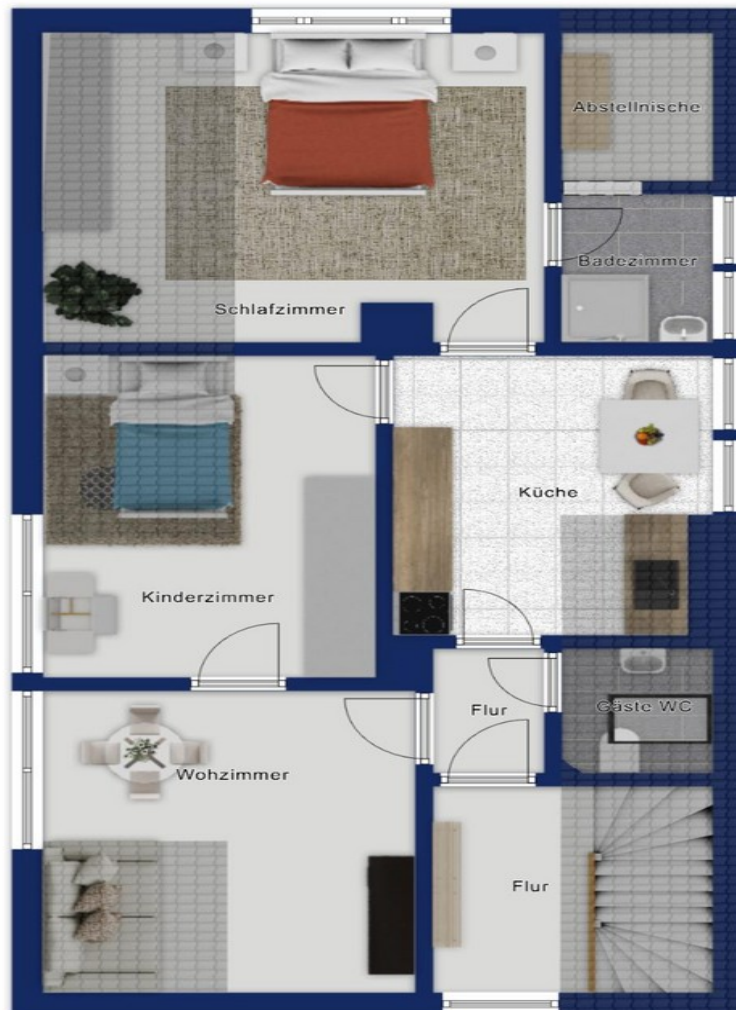 Abstellnische
Badezimmer
Schlafzimmer
Küche
Kinderzimmer
Flur
Gäste WC
Wohzimmer
Flur